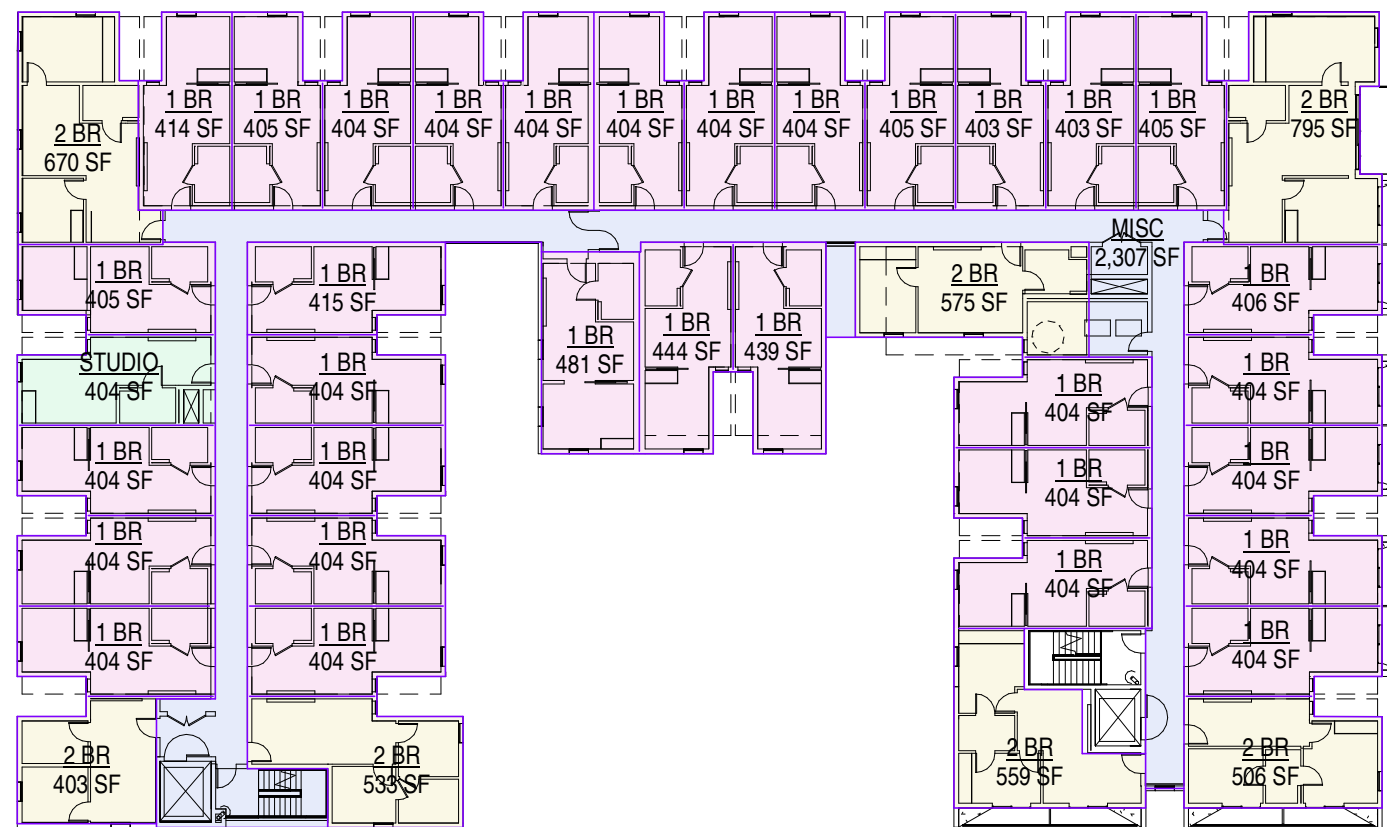 1 BR
414 SF
1 BR
405 SF
1 BR
404 SF
1 BR
404 SF
1 BR
404 SF
1 BR
404 SF
1 BR
404 SF
1 BR
404 SF
1 BR
405 SF
1 BR
403 SF
1 BR
403 SF
1 BR
405 SF
2 BR
795 SF
2 BR
670 SF
MISC
2,307 SF
1 BR
405 SF
1 BR
415 SF
2 BR
575 SF
1 BR
406 SF
1 BR
481 SF
1 BR
444 SF
1 BR
439 SF
STUDIO
404 SF
1 BR
404 SF
1 BR
404 SF
1 BR
404 SF
1 BR
404 SF
1 BR
404 SF
1 BR
404 SF
1 BR
404 SF
1 BR
404 SF
1 BR
404 SF
1 BR
404 SF
1 BR
404 SF
1 BR
404 SF
1 BR
404 SF
1 BR
404 SF
2 BR
403 SF
2 BR
533 SF
2 BR
559 SF
2 BR
506 SF